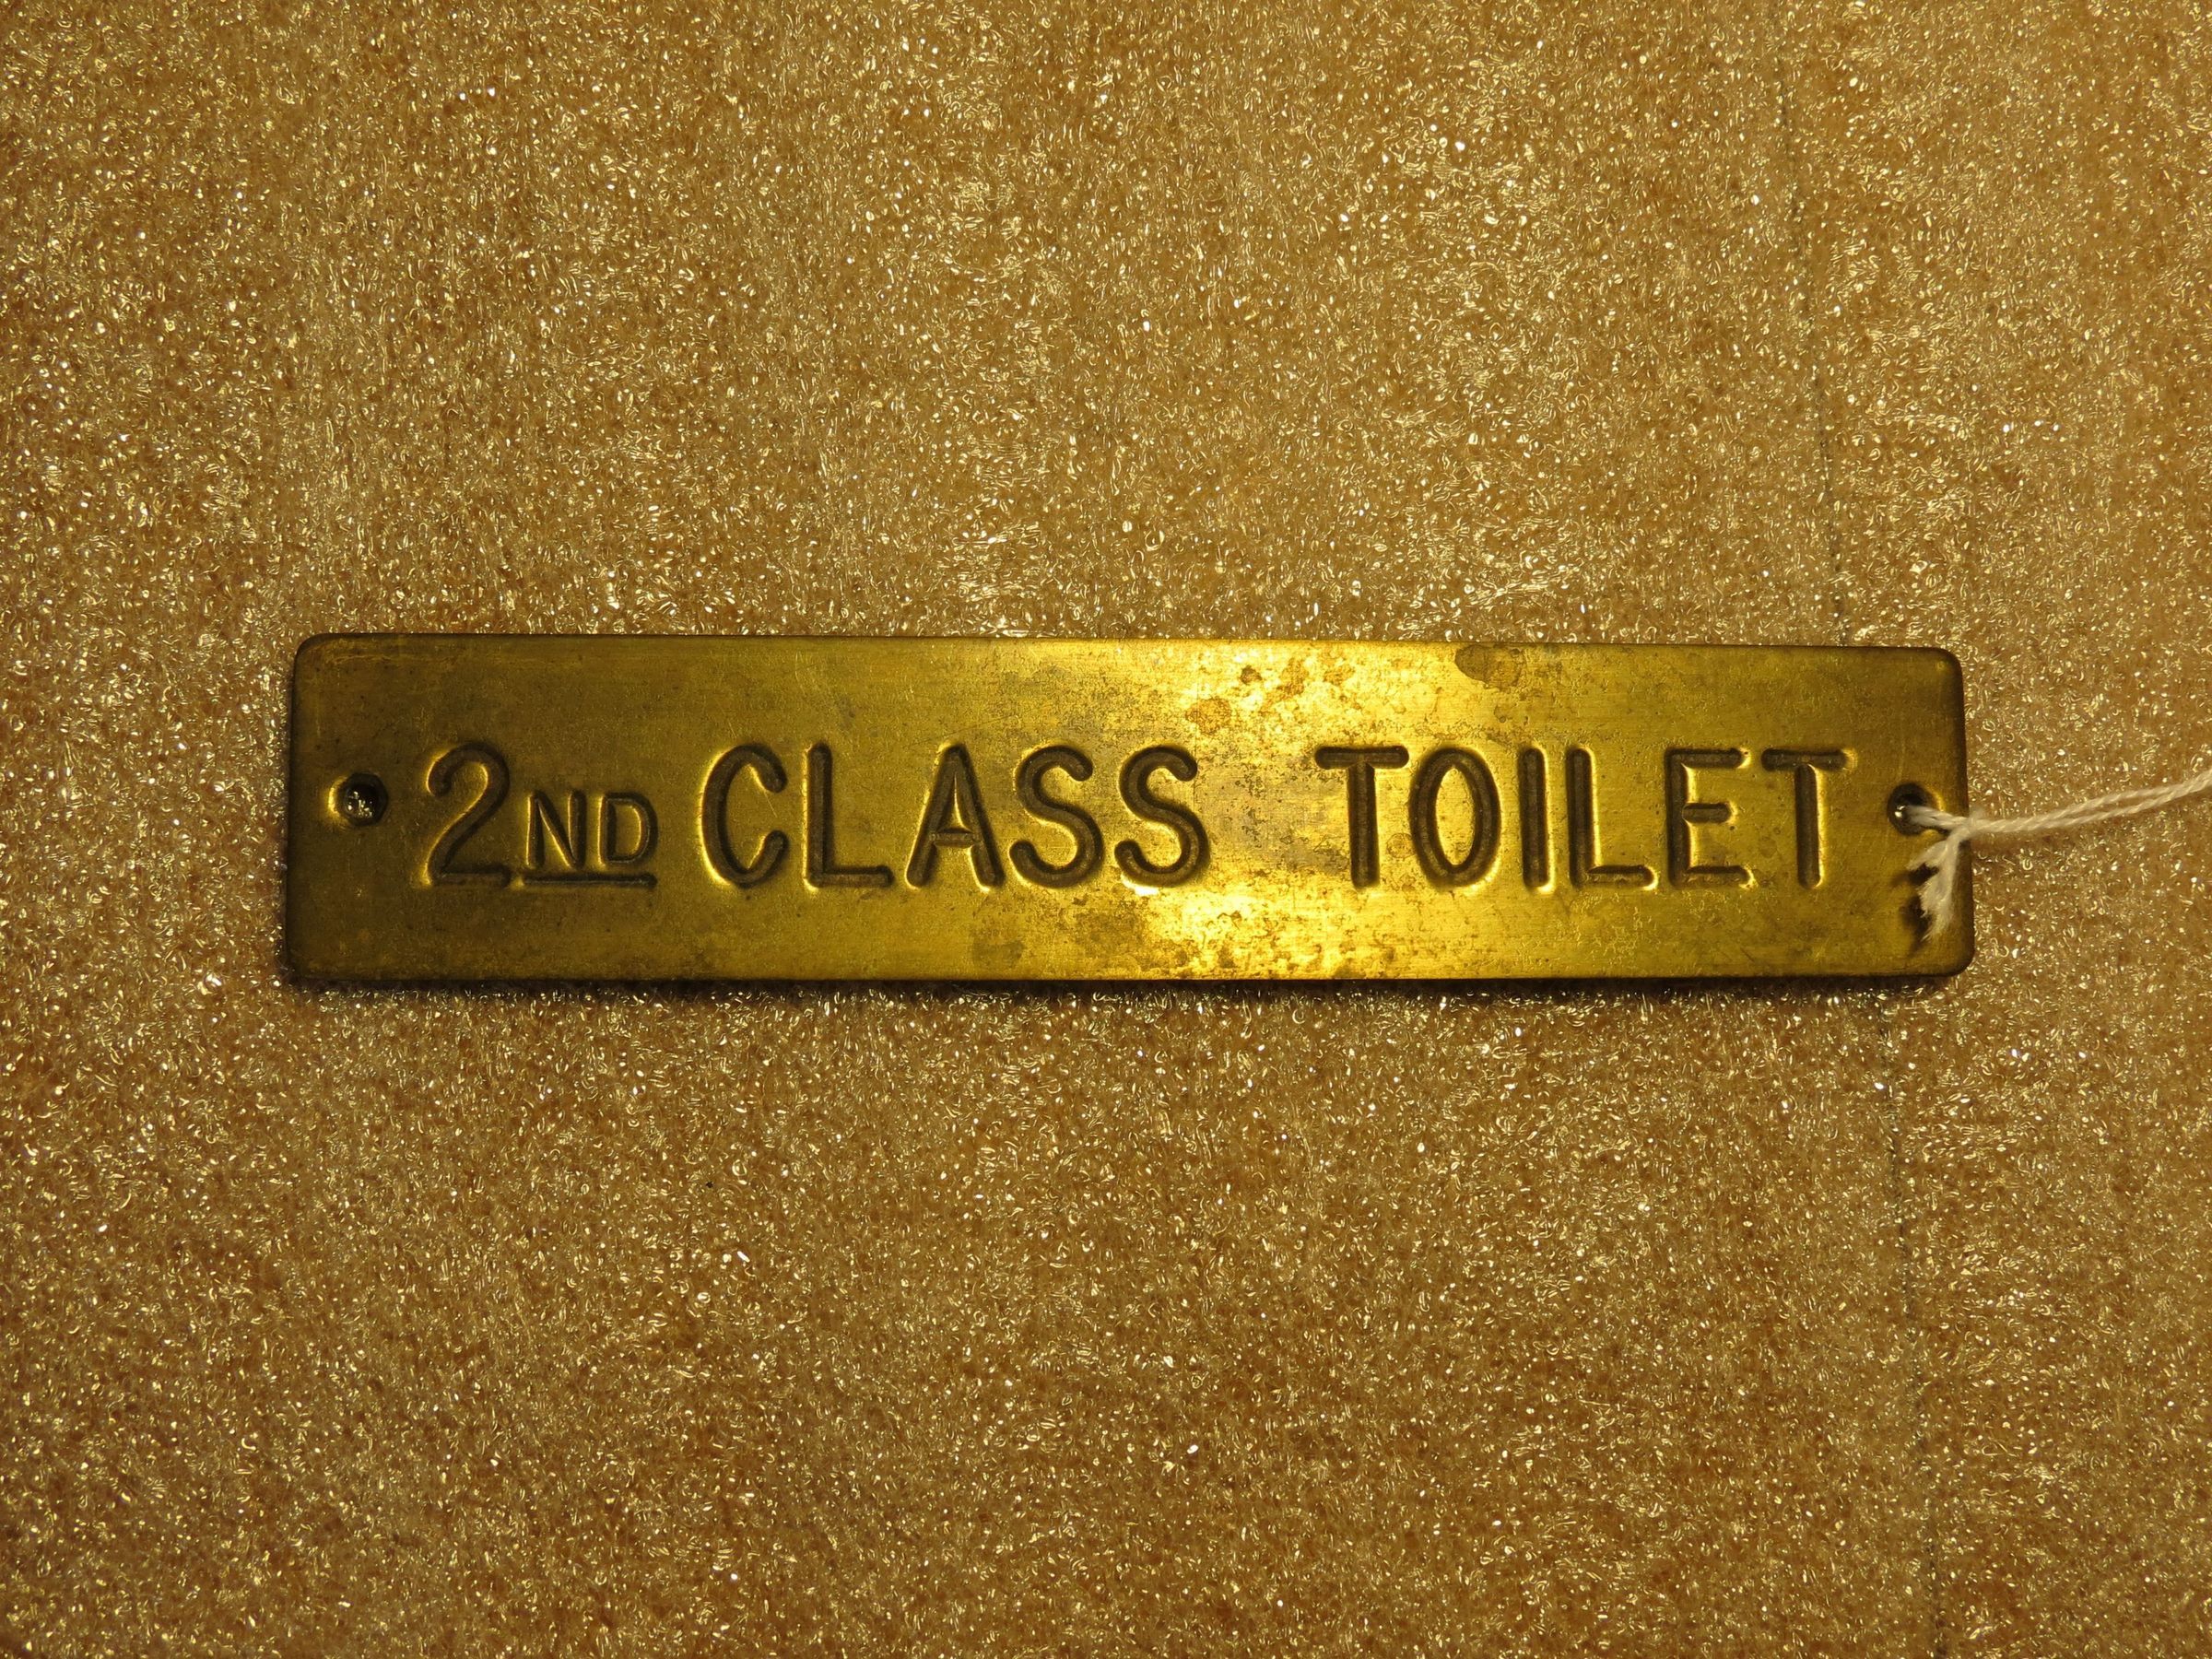 2ND CLASS TOILET